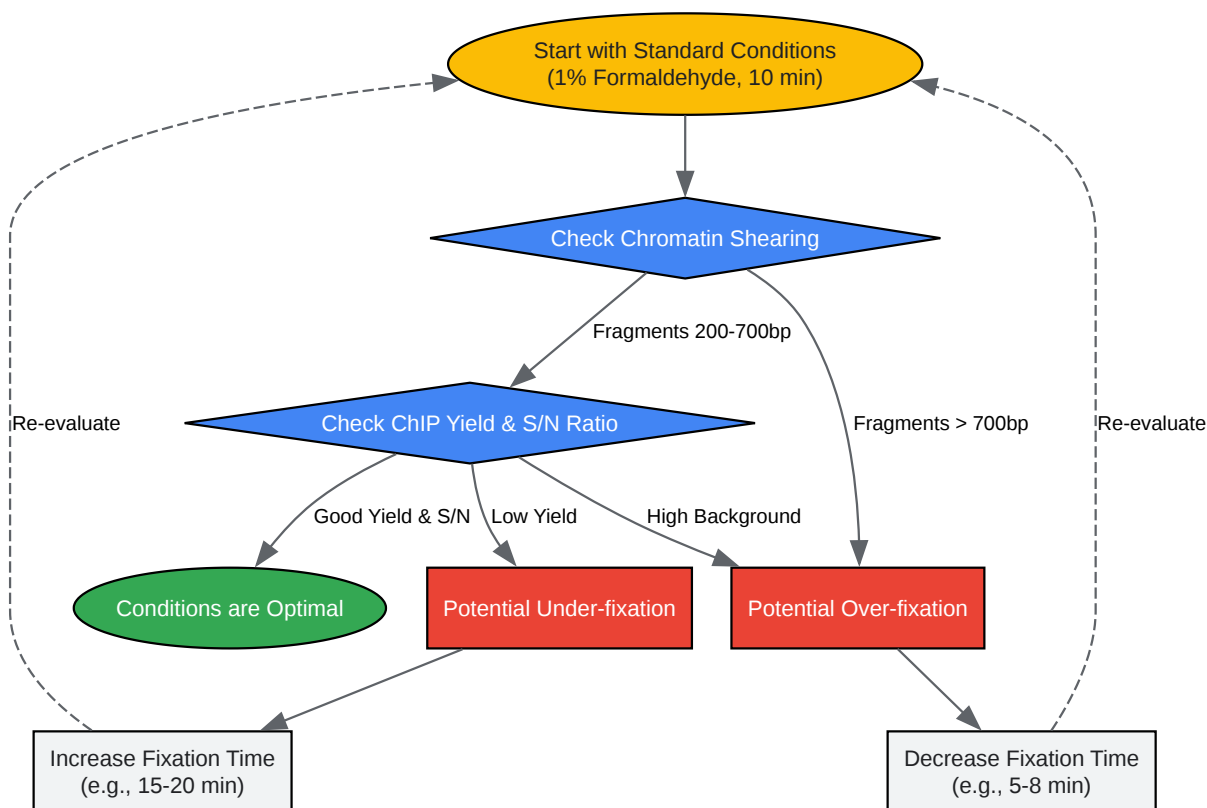 Start with Standard Conditions
(1% Formaldehyde, 10 min)
Check Chromatin Shearing
Fragments 200-700bp
Check ChIP Yield & S/N Ratio
Re-evaluate
Fragments > 700bp
Re-evaluate
Good Yield & S/N
Low Yield
High Background
Conditions are Optimal
Potential Under-fixation
Potential Over-fixation
Increase Fixation Time
(e.g., 15-20 min)
Decrease Fixation Time
(e.g., 5-8 min)